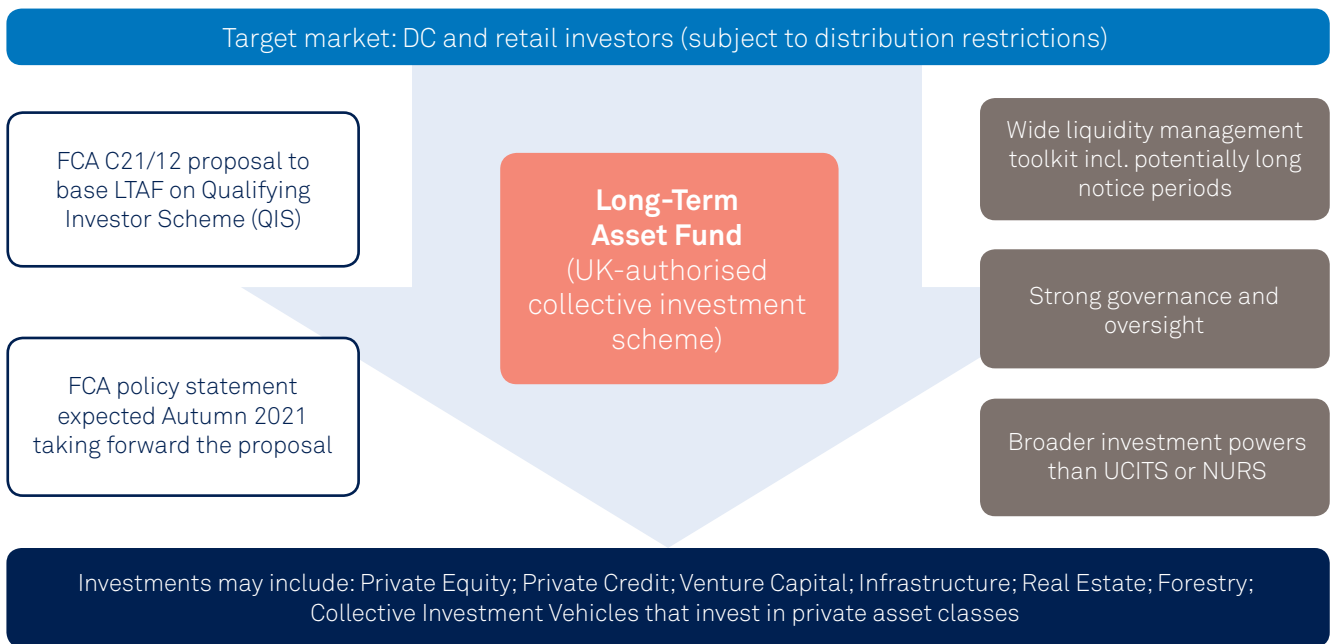 Target market: DC and retail investors (subject to distribution restrictions)
FCA C21/12 proposal to
base LTAF on Qualifying
Investor Scheme (QIS)
FCA policy statement
expected Autumn 2021
taking forward the proposal
Long-Term
Asset Fund
(UK-authorised
collective investment
scheme)
Wide liquidity management
toolkit incl. potentially long
notice periods
Strong governance and
oversight
Broader investment powers
than UCITS or NURS
Investments may include: Private Equity; Private Credit; Venture Capital; Infrastructure; Real Estate; Forestry;
Collective Investment Vehicles that invest in private asset classes